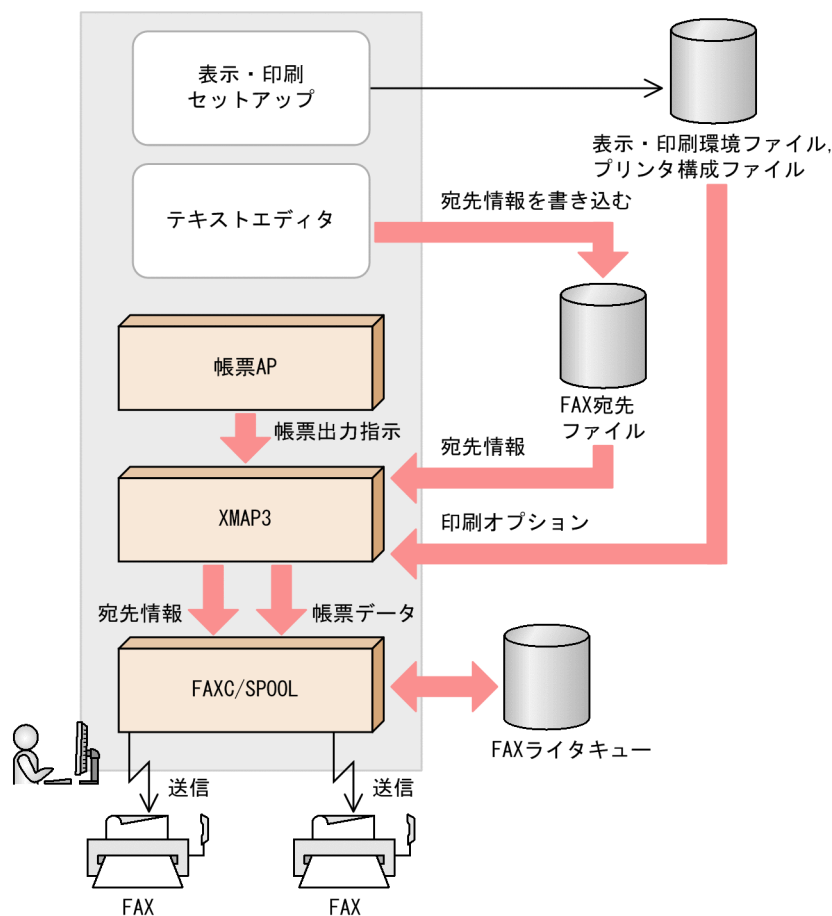 表示・印刷
セットアップ
表示・印刷環境ファイル,
プリンタ構成ファイル
テキストエディタ
宛先情報を書き込む
帳票AP
FAX宛先
ファイル
帳票出力指示
宛先情報
XMAP3
印刷オプション
宛先情報
帳票データ
FAXC/SPOOL
FAXライタキュー
送信
送信
FAX
FAX